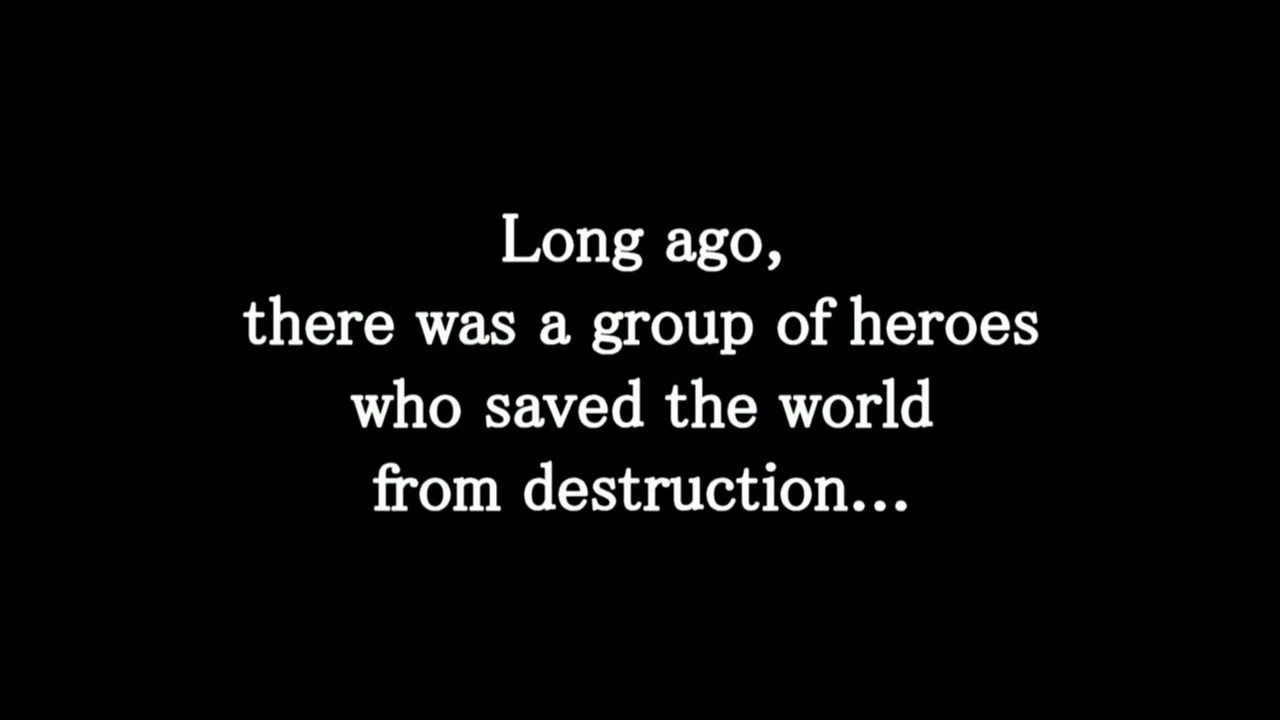 Long ago,
there was a group of heroes
who saved the world
from destruction...